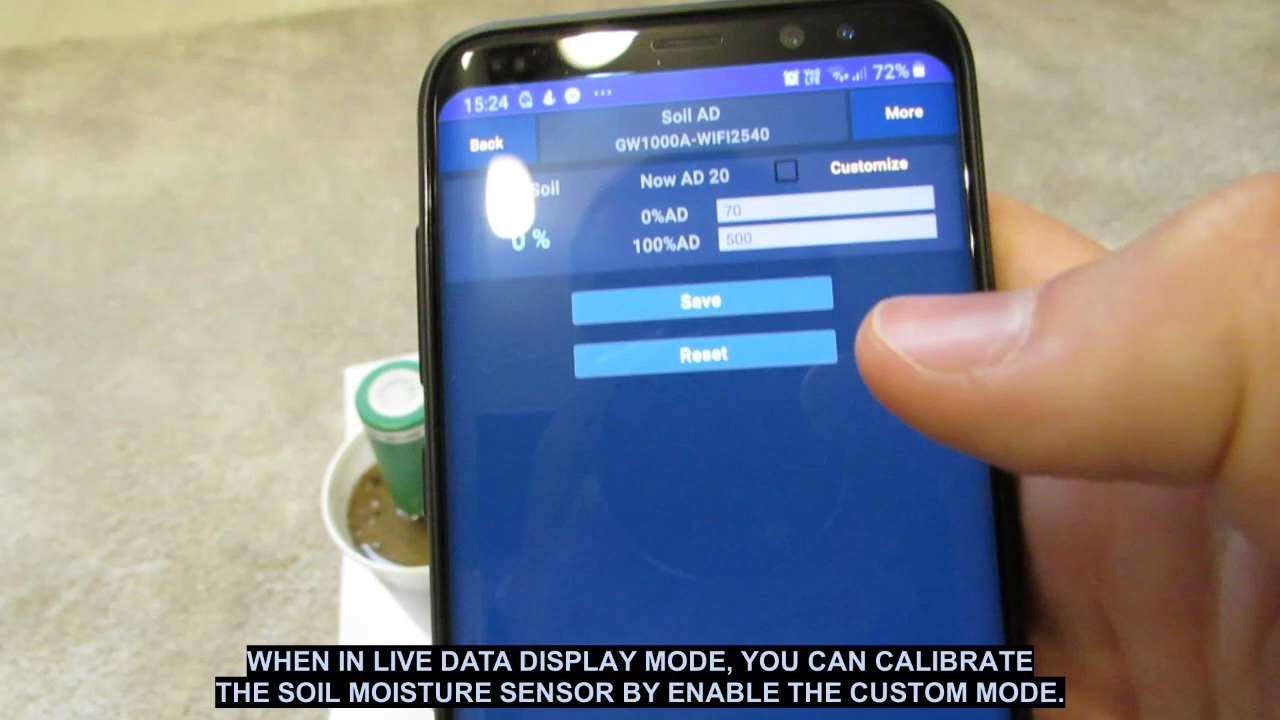 15:24 72%
Soil AD
GW1000A-WIFI2540
Back
More
Soil
Now AD 20
Customize
0%AD
70
0 %
100%AD
500
Save
Reset
WHEN IN LIVE DATA DISPLAY MODE, YOU CAN CALIBRATE
THE SOIL MOISTURE SENSOR BY ENABLE THE CUSTOM MODE.